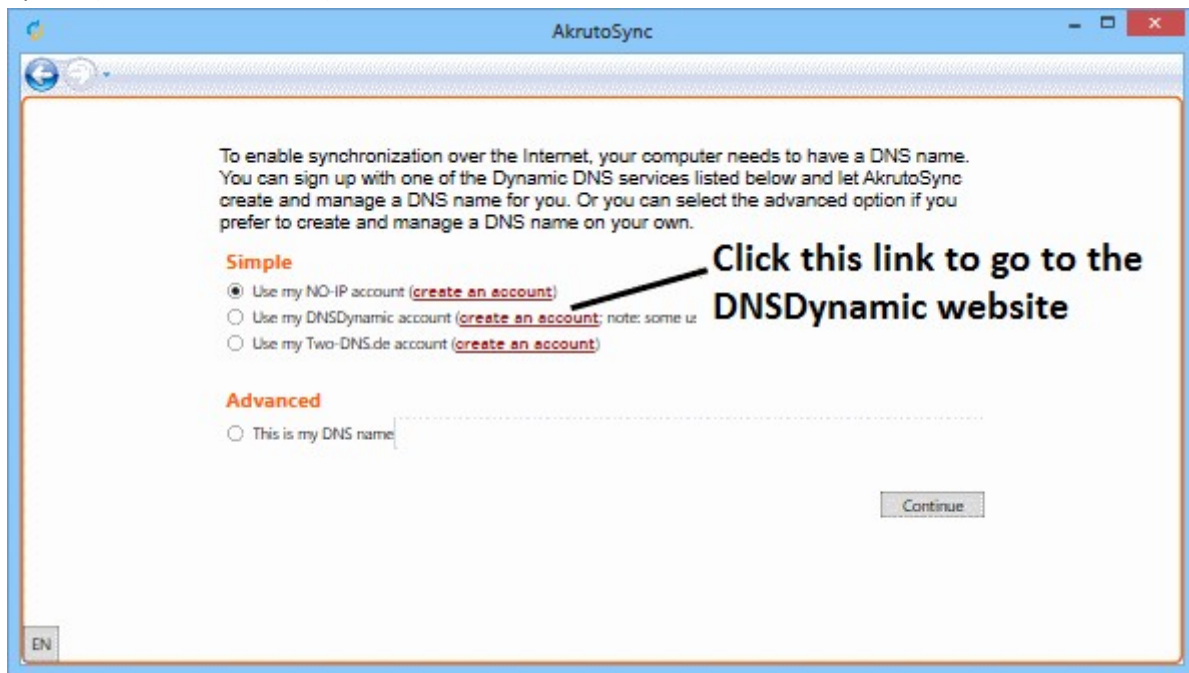 AkrutoSync
To enable synchronization over the Internet, your computer needs to have a DNS name.
You can sign up with one of the Dynamic DNS services listed below and let AkrutoSync
create and manage a DNS name for you. Or you can select the advanced option if you
prefer to create and manage a DNS name on your own.
Simple
Click this link to go to the
DNSDynamic website
Use my NO-IP account (create an account)
Use my DNSDynamic account (create an account; note: some
Use my Two-DNS.de account (create an account)
Advanced
This is my DNS name
Continue
EN